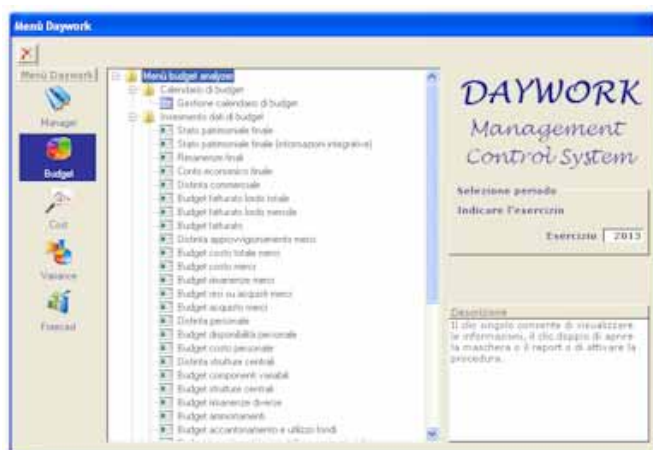 Menù Daywork
Menù Daywork
Manager
Budget
Cost
Variance
Forecast
Menù budget analyzer
Calendario di budget
Gestione calendario di budget
Inserimento dati di budget
Stato patrimoniale finale
Stato patrimoniale finale (informazioni integrative)
Rimanenze finali
Conto economico finale
Distinta commerciale
Budget fatturato lordo totale
Budget fatturato lordo mensile
Budget fatturato
Distinta approvvigionamento merci
Budget costo totale merci
Budget costo merci
Budget rimanenze merci
Budget resi su acquisti merci
Budget acquisto merci
Distinta personale
Budget disponibilità personale
Budget costo personale
Distinta strutture centrali
Budget componenti variabili
Budget strutture centrali
Budget rimanenze diverse
Budget ammortamenti
Budget accantonamento e utilizzo fondi
DAYWORK
Management
Control System
Selezione periodo
Indicare l'esercizio
Esercizio 2013
Descrizione
Il clic singolo consente di visualizzare
le informazioni, il clic doppio di aprire
la maschera o il report o di attivare la
procedura.